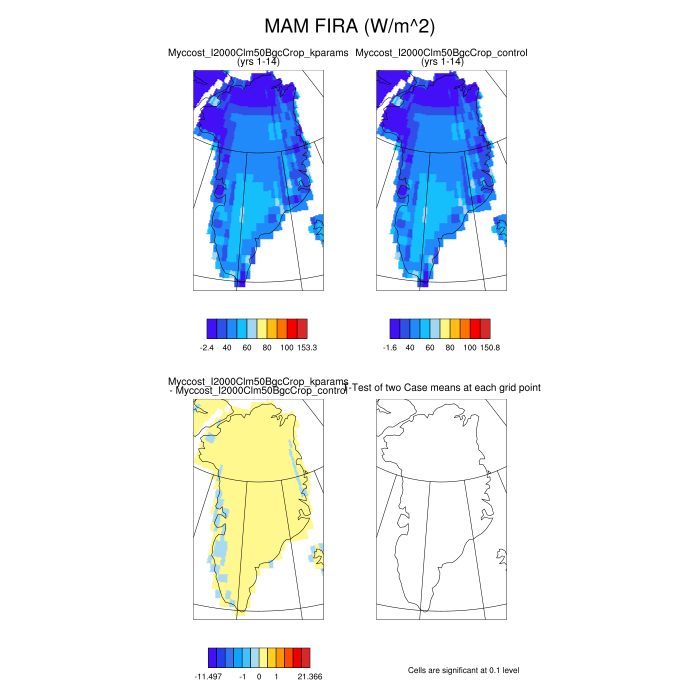 MAM FIRA (W/m^2)
Myccost_I2000Clm50BgcCrop_kparams
(yrs 1-14)
Myccost_I2000Clm50BgcCrop_control
(yrs 1-14)
-2.4 40 60 80 100 153.3
-1.6 40 60 80 100 150.8
Myccost_I2000Clm50BgcCrop_kparams
- Myccost_I2000Clm50BgcCrop_control
T-Test of two Case means at each grid point
-11.497 -1 0 1 21.366
Cells are significant at 0.1 level